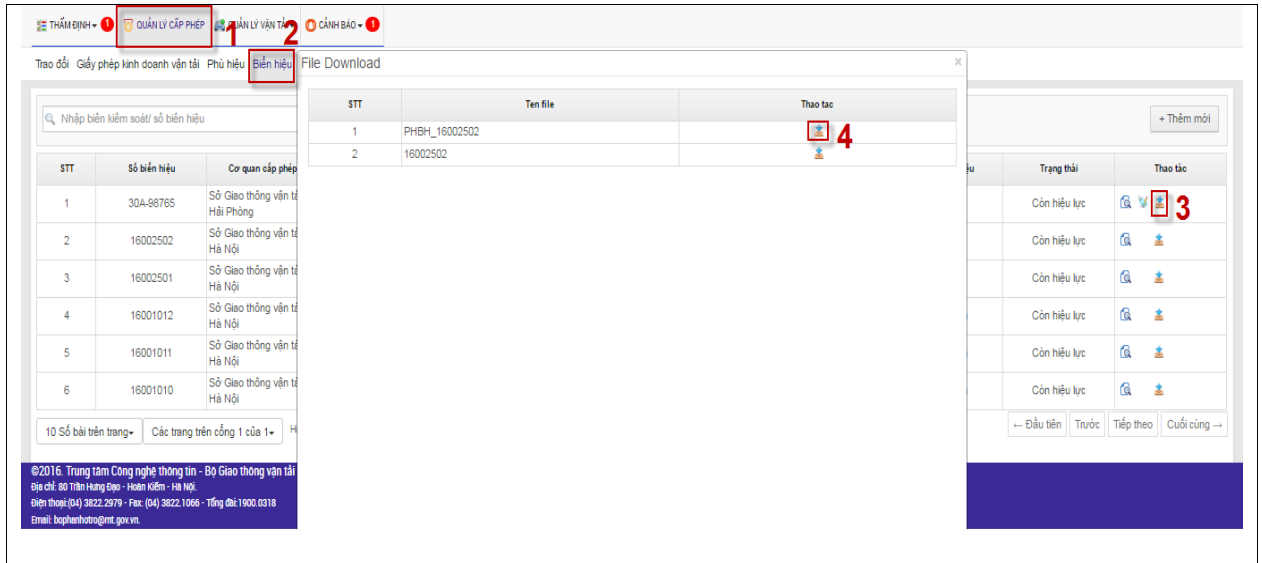 THẨM ĐỊNH 1 QUẢN LÝ CẤP PHÉP QUẢN LÝ VẬN TẢI CẢNH BÁO 1
1 2
Trao đổi Giấy phép kinh doanh vận tải Phù hiệu Biển hiệu File Download x
Nhập biển kiểm soát/ số biển hiệu + Thêm mới
STT Ten file Thao tac
1 PHBH_16002502 4
2 16002502
STT Số biển hiệu Cơ quan cấp phép Trạng thái Thao tác
1 30A-98765 Sở Giao thông vận tả Hải Phòng Còn hiệu lực 3
2 16002502 Sở Giao thông vận tả Hà Nội Còn hiệu lực
3 16002501 Sở Giao thông vận tả Hà Nội Còn hiệu lực
4 16001012 Sở Giao thông vận tả Hà Nội Còn hiệu lực
5 16001011 Sở Giao thông vận tả Hà Nội Còn hiệu lực
6 16001010 Sở Giao thông vận tả Hà Nội Còn hiệu lực
10 Số bài trên trang Các trang trên cổng 1 của 1 ← Đầu tiên Trước Tiếp theo Cuối cùng →
©2016. Trung tâm Công nghệ thông tin - Bộ Giao thông vận tải
Địa chỉ: 80 Trần Hưng Đạo - Hoàn Kiếm - Hà Nội.
Điện thoại:(04) 3822.2979 - Fax: (04) 3822.1066 - Tổng đài:1900.0318
Email: bophanhotro@mt.gov.vn.